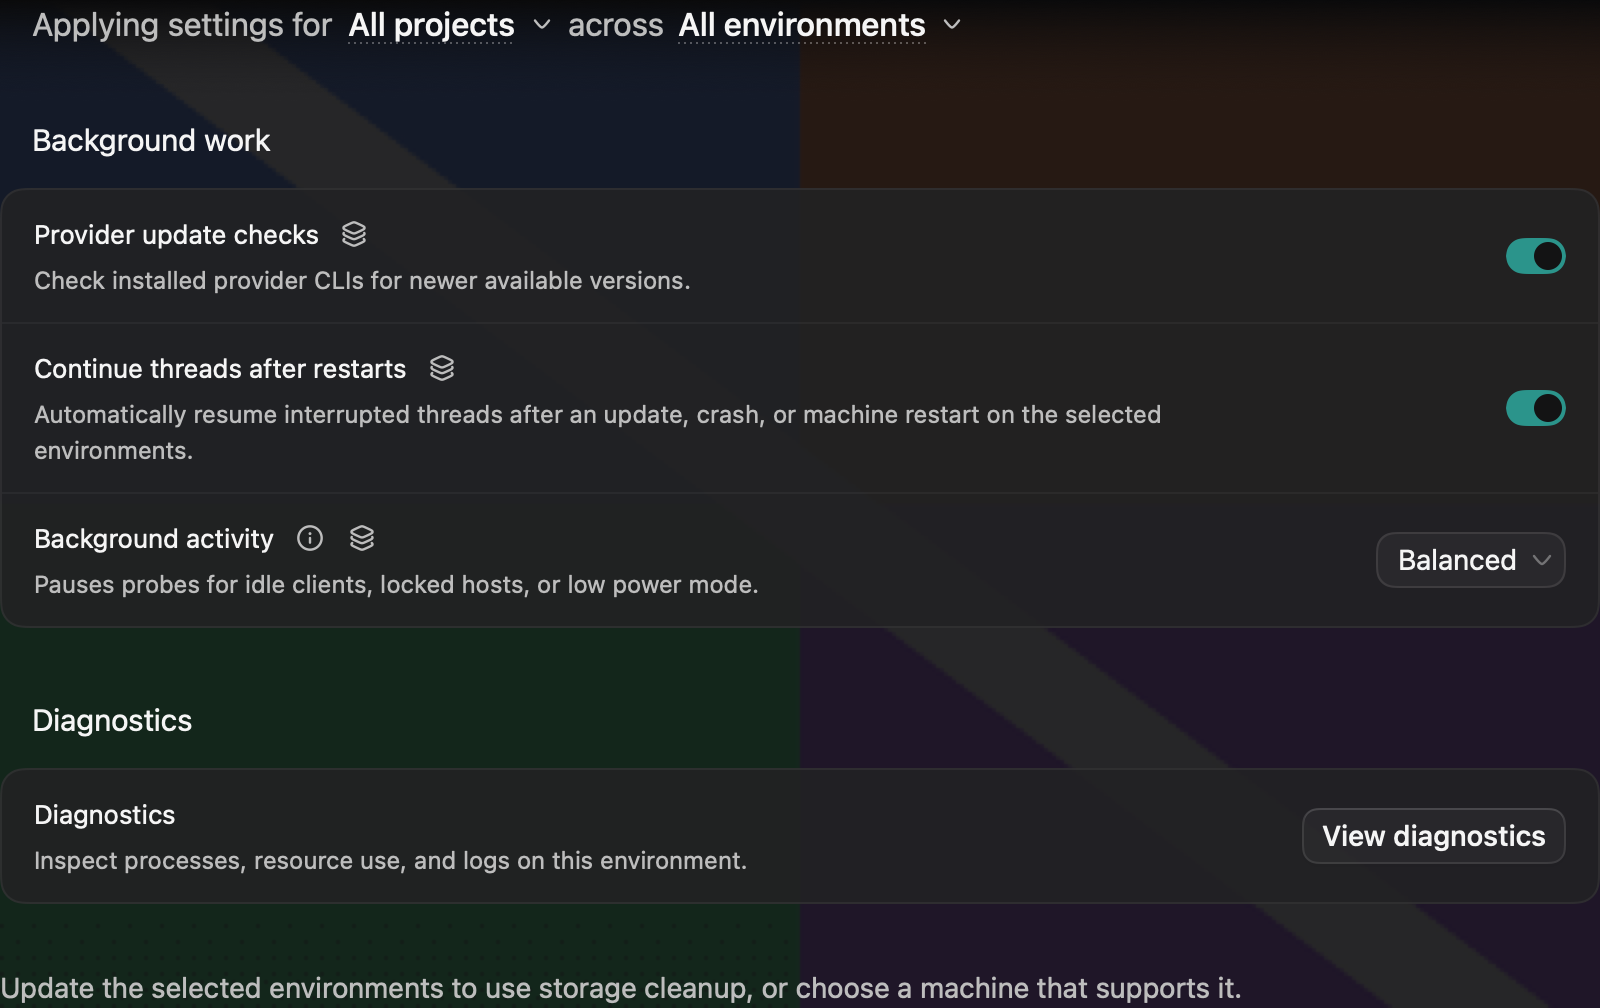 Applying settings for All projects across All environments
Background work
Provider update checks
Check installed provider CLIs for newer available versions.
Continue threads after restarts
Automatically resume interrupted threads after an update, crash, or machine restart on the selected
environments.
Background activity
Balanced
Pauses probes for idle clients, locked hosts, or low power mode.
Diagnostics
Diagnostics
View diagnostics
Inspect processes, resource use, and logs on this environment.
Update the selected environments to use storage cleanup, or choose a machine that supports it.